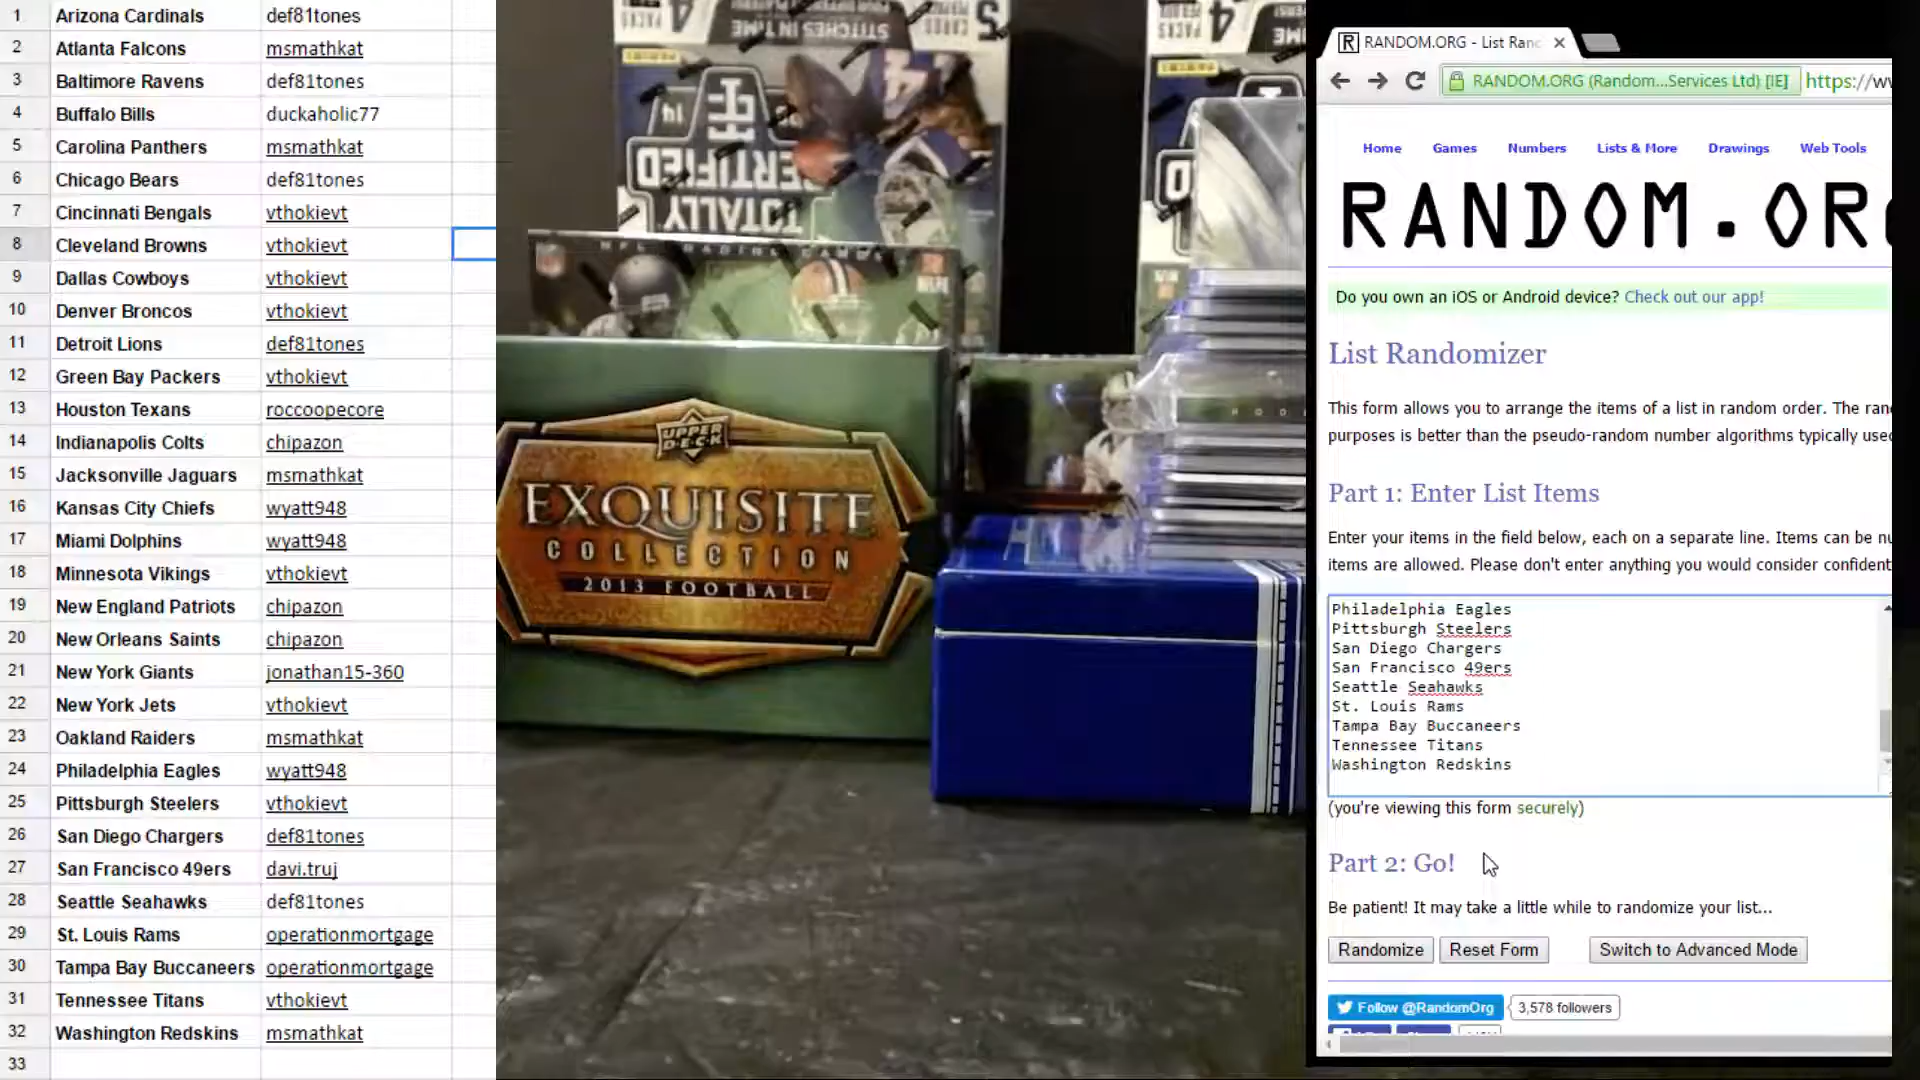 1 Arizona Cardinals def81tones
2 Atlanta Falcons msmathkat
3 Baltimore Ravens def81tones
4 Buffalo Bills duckaholic77
5 Carolina Panthers msmathkat
6 Chicago Bears def81tones
7 Cincinnati Bengals vthokievt
8 Cleveland Browns vthokievt
9 Dallas Cowboys vthokievt
10 Denver Broncos vthokievt
11 Detroit Lions def81tones
12 Green Bay Packers vthokievt
13 Houston Texans roccoopecore
14 Indianapolis Colts chipazon
15 Jacksonville Jaguars msmathkat
16 Kansas City Chiefs wyatt948
17 Miami Dolphins wyatt948
18 Minnesota Vikings vthokievt
19 New England Patriots chipazon
20 New Orleans Saints chipazon
21 New York Giants jonathan15-360
22 New York Jets vthokievt
23 Oakland Raiders msmathkat
24 Philadelphia Eagles wyatt948
25 Pittsburgh Steelers vthokievt
26 San Diego Chargers def81tones
27 San Francisco 49ers davi.truj
28 Seattle Seahawks def81tones
29 St. Louis Rams operationmortgage
30 Tampa Bay Buccaneers operationmortgage
31 Tennessee Titans vthokievt
32 Washington Redskins msmathkat
33
4 PACKS
STITCHES IN TIME
5 CARDS
14
CERTIFIED
TOTALLY
4 PACKS
NFL TRADING CARDS
UPPER DECK
EXQUISITE
COLLECTION
2013 FOOTBALL
RANDOM.ORG - List Ran
RANDOM.ORG (Random...Services Ltd) [IE] https://w
Home Games Numbers Lists & More Drawings Web Tools
RANDOM.OR
Do you own an iOS or Android device? Check out our app!
List Randomizer
This form allows you to arrange the items of a list in random order. The ran
purposes is better than the pseudo-random number algorithms typically use
Part 1: Enter List Items
Enter your items in the field below, each on a separate line. Items can be nu
items are allowed. Please don't enter anything you would consider confident
Philadelphia Eagles
Pittsburgh Steelers
San Diego Chargers
San Francisco 49ers
Seattle Seahawks
St. Louis Rams
Tampa Bay Buccaneers
Tennessee Titans
Washington Redskins
(you're viewing this form securely)
Part 2: Go!
Be patient! It may take a little while to randomize your list...
Randomize Reset Form Switch to Advanced Mode
Follow @RandomOrg 3,578 followers